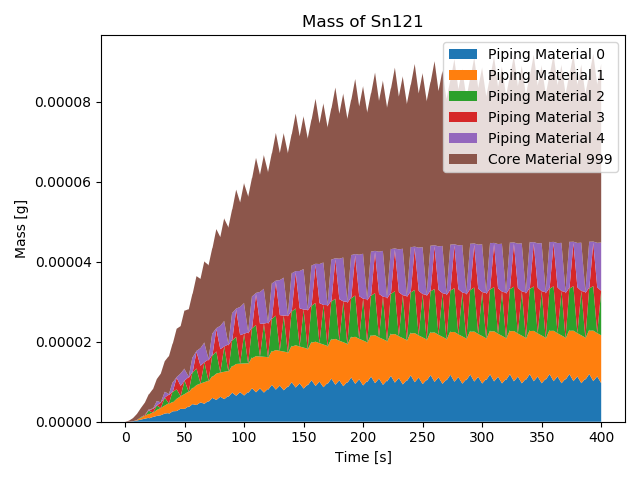 Mass of Sn121
Mass [g]
0.00008
0.00006
0.00004
0.00002
0.00000
Piping Material 0
Piping Material 1
Piping Material 2
Piping Material 3
Piping Material 4
Core Material 999
0 50 100 150 200 250 300 350 400
Time [s]